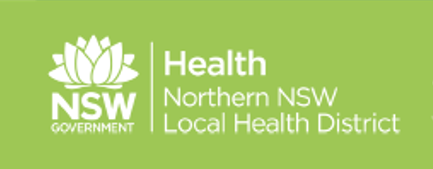 NSW
GOVERNMENT
Health
Northern NSW
Local Health District